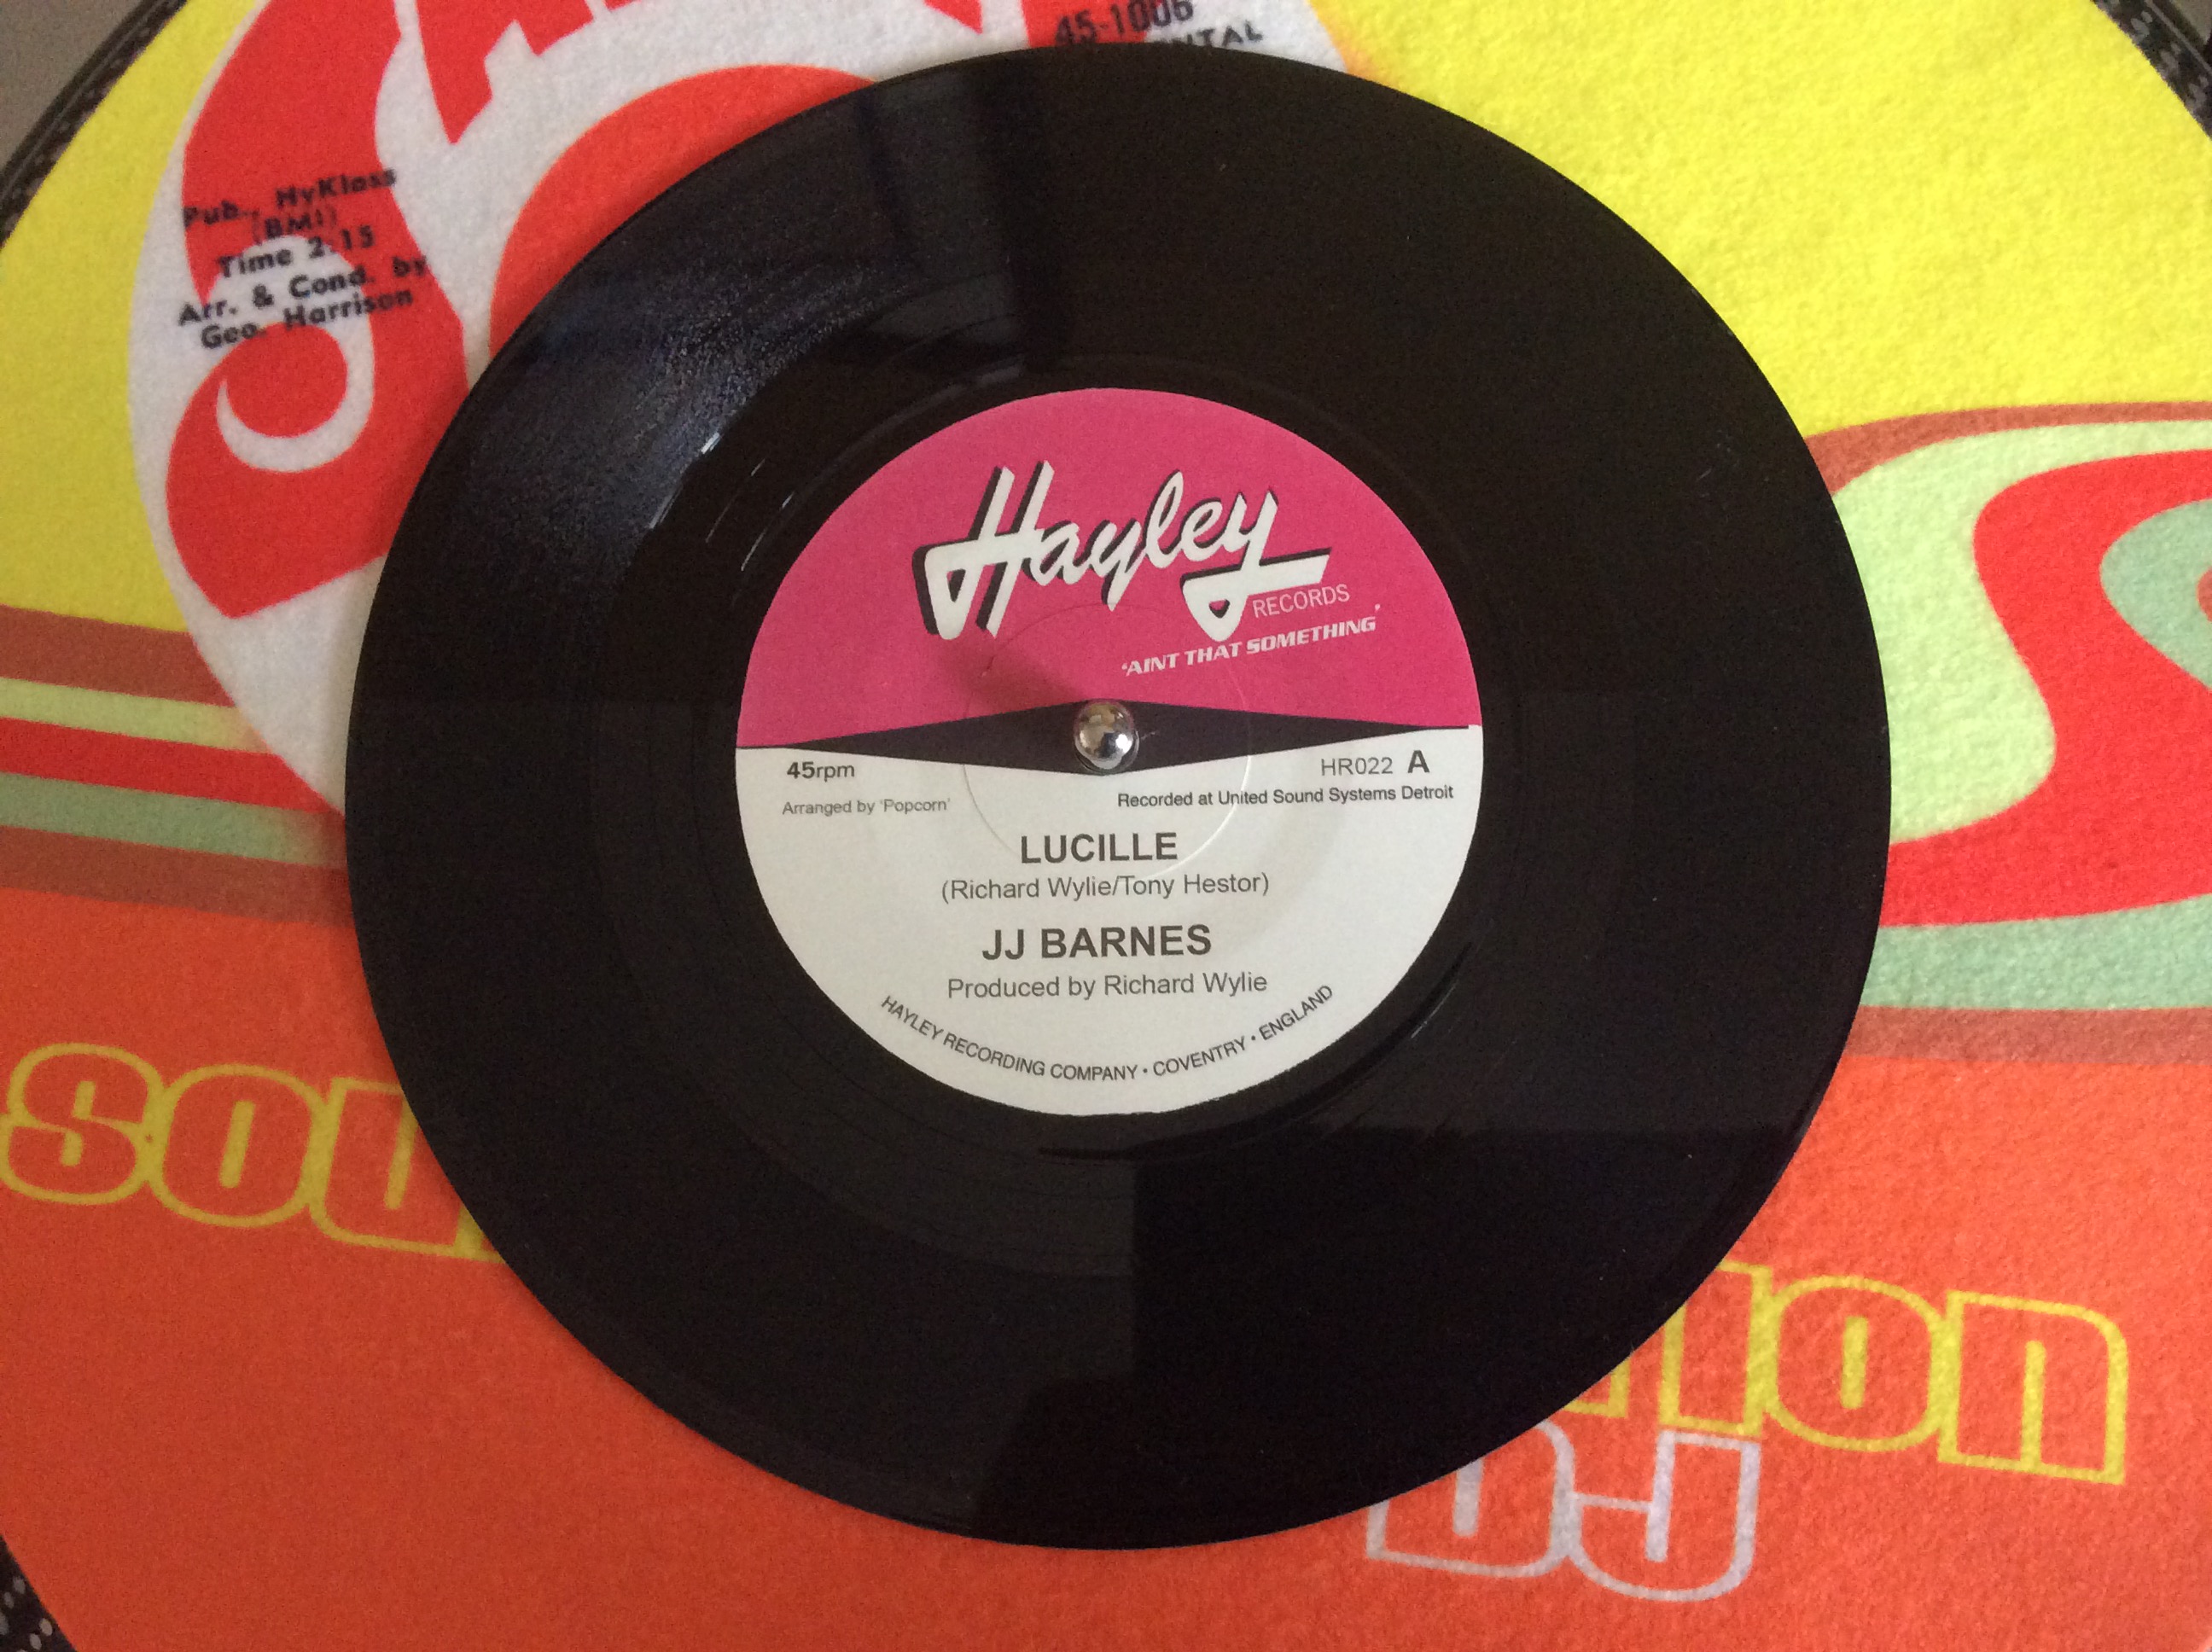 45-1006
Pub., HyKloss
(BMI)
Time 2:15
Arr. & Cond. by
Geo. Harrison
Hayley
RECORDS
'AINT THAT SOMETHING'
45rpm
HR022 A
Arranged by 'Popcorn'
Recorded at United Sound Systems Detroit
LUCILLE
(Richard Wylie/Tony Hestor)
JJ BARNES
Produced by Richard Wylie
HAYLEY RECORDING COMPANY • COVENTRY • ENGLAND
DJ